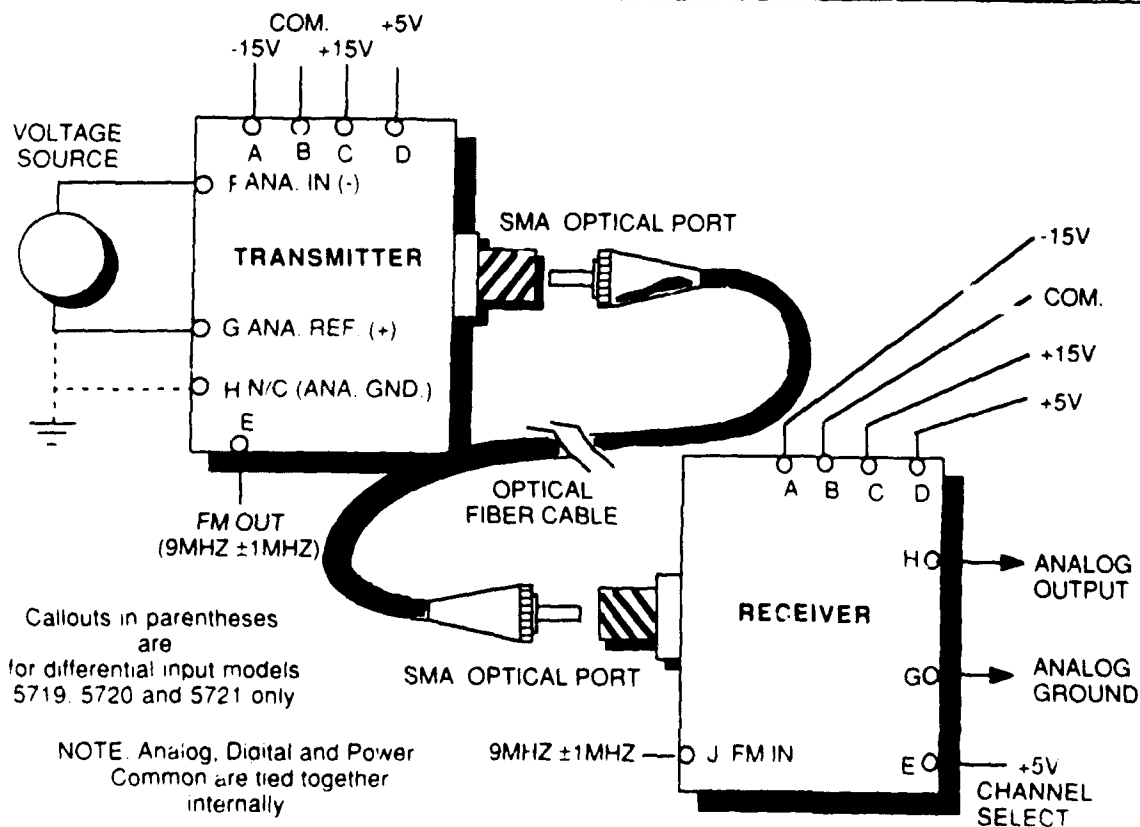 COM. +5V
-15V +15V
VOLTAGE
SOURCE
A B C D
F ANA. IN (-)
TRANSMITTER
G ANA. REF. (+)
H N/C (ANA. GND.)
E
FM OUT
(9MHZ ±1MHZ)
SMA OPTICAL PORT
OPTICAL
FIBER CABLE
-15V
COM.
+15V
+5V
A B C D
H
ANALOG
OUTPUT
RECEIVER
G
ANALOG
GROUND
SMA OPTICAL PORT
9MHZ ±1MHZ
J FM IN
E
+5V
CHANNEL
SELECT
Callouts in parentheses
are
for differential input models
5719, 5720 and 5721 only
NOTE. Analog, Digital and Power
Common are tied together
internally